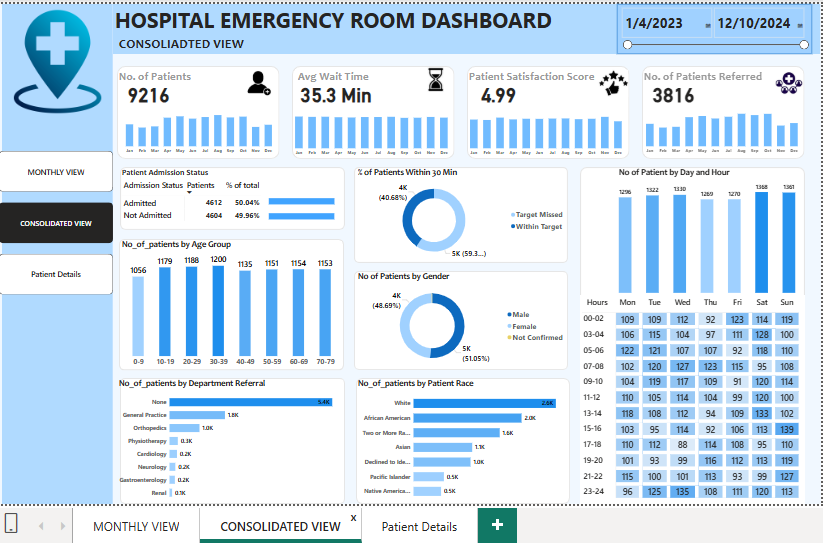 HOSPITAL EMERGENCY ROOM DASHBOARD
CONSOLIADTED VIEW
1/4/2023 12/10/2024
No. of Patients
9216
Jan Feb Mar Apr May Jun Jul Aug Sep Oct Nov Dec
Avg Wait Time
35.3 Min
Jan Feb Mar Apr May Jun Jul Aug Sep Oct Nov Dec
Patient Satisfaction Score
4.99
Jan Feb Mar Apr May Jun Jul Aug Sep Oct Nov Dec
No. of Patients Referred
3816
Jan Feb Mar Apr May Jun Jul Aug Sep Oct Nov Dec
MONTHLY VIEW
CONSOLIDATED VIEW
Patient Details
Patient Admission Status
Admission Status Patients % of total
Admitted 4612 50.04%
Not Admitted 4604 49.96%
No_of_patients by Age Group
1056 1179 1188 1200 1135 1151 1154 1153
0-9 10-19 20-29 30-39 40-49 50-59 60-69 70-79
% of Patients Within 30 Min
4K
(40.68%)
5K (59.3...)
Target Missed
Within Target
No of Patients by Gender
4K
(48.69%)
5K
(51.05%)
Male
Female
Not Confirmed
No_of_patients by Department Referral
None 5.4K
General Practice 1.8K
Orthopedics 1.0K
Physiotherapy 0.3K
Cardiology 0.2K
Neurology 0.2K
Gastroenterology 0.2K
Renal 0.1K
No_of_patients by Patient Race
White 2.6K
African American 2.0K
Two or More Ra... 1.6K
Asian 1.1K
Declined to Ide... 1.0K
Pacific Islander 0.5K
Native America... 0.5K
No of Patient by Day and Hour
1296 1322 1330 1269 1270 1368 1361
Hours Mon Tue Wed Thu Fri Sat Sun
00-02 109 109 112 92 123 114 119
03-04 106 115 104 97 111 128 100
05-06 122 121 107 107 92 118 110
07-08 102 120 127 123 115 95 108
09-10 104 119 117 109 91 120 114
11-12 110 105 114 104 99 120 100
13-14 118 108 112 94 109 133 102
15-16 103 95 114 92 106 113 139
17-18 110 112 88 114 108 95 110
19-20 101 93 99 116 112 113 119
21-22 115 100 101 113 93 99 127
23-24 96 125 135 108 111 120 113
MONTHLY VIEW CONSOLIDATED VIEW x Patient Details +